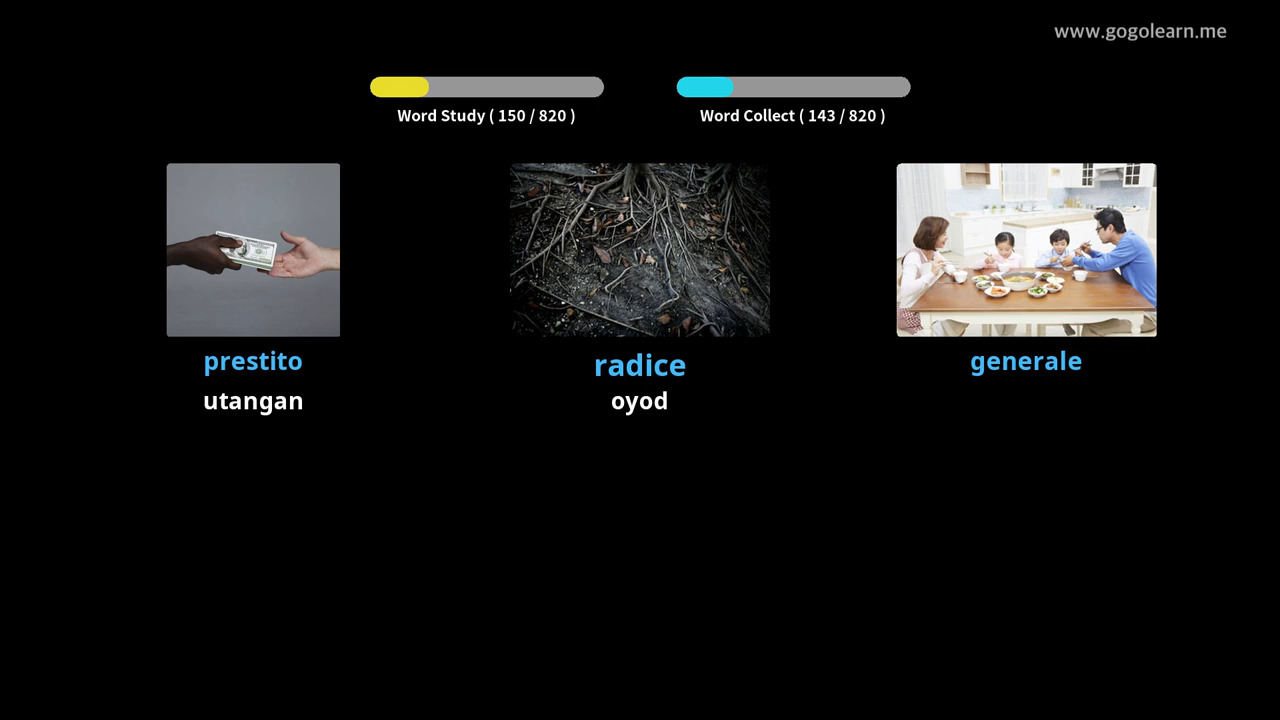 www.gogolearn.me
Word Study ( 150 / 820 )
Word Collect ( 143 / 820 )
prestito
utangan
radice
oyod
generale